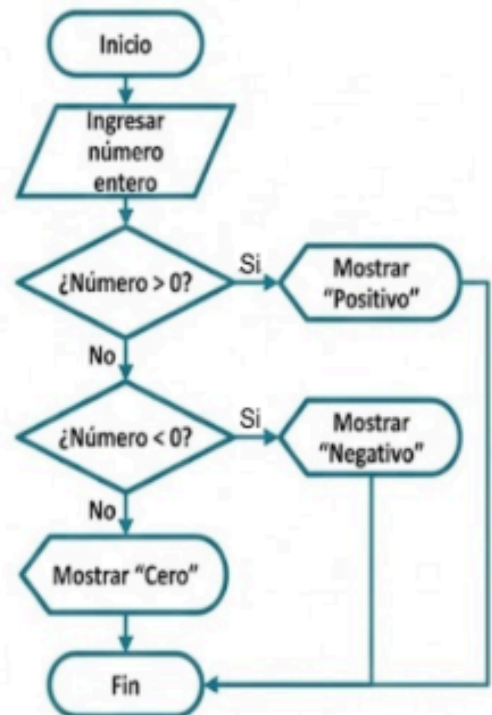 Inicio
Ingresar
número
entero
¿Número > 0?
Si
Mostrar
“Positivo”
No
¿Número < 0?
Si
Mostrar
“Negativo”
No
Mostrar “Cero”
Fin